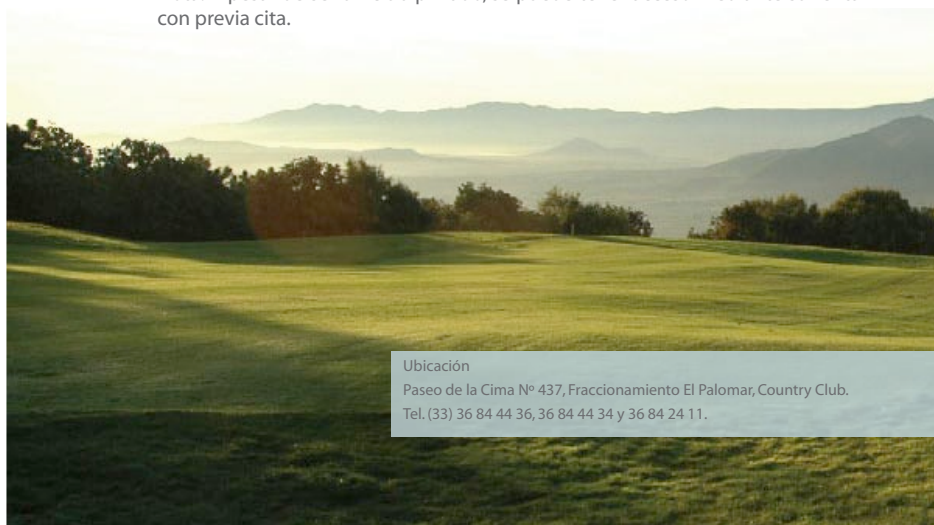 con previa cita.
Ubicación
Paseo de la Cima Nº 437, Fraccionamiento El Palomar, Country Club.
Tel. (33) 36 84 44 36, 36 84 44 34 y 36 84 24 11.